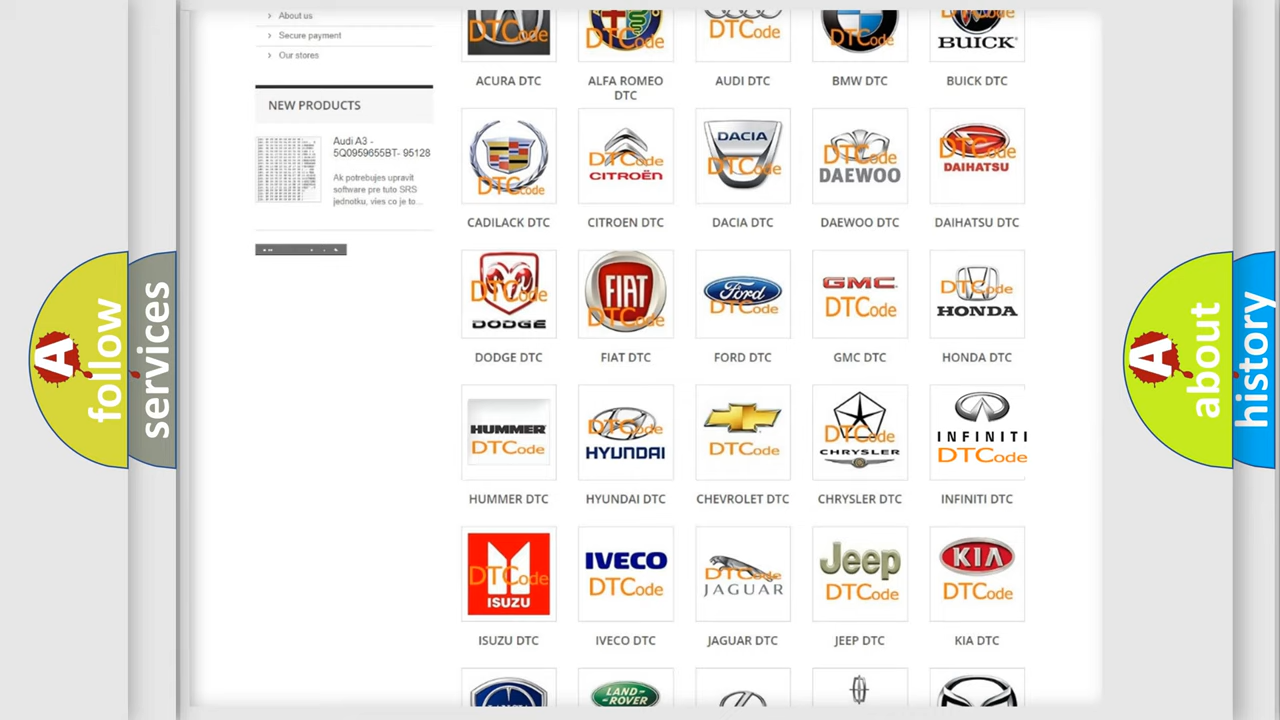 About us
Secure payment
Our stores
NEW PRODUCTS
Audi A3 -
5Q0959655BT- 95128
Ak potrebujes upravit
software pre tuto SRS
jednotku, vies co je to...
DTCode
DTCode
DTCode
DTCode
BUICK
ACURA DTC
ALFA ROMEO
DTC
AUDI DTC
BMW DTC
BUICK DTC
DTCode
DTCode
CITROËN
DACIA
DTCode
DTCode
DAEWOO
DTCode
DAIHATSU
CADILACK DTC
CITROEN DTC
DACIA DTC
DAEWOO DTC
DAIHATSU DTC
DTCode
DODGE
FIAT
DTCode
Ford
DTCode
GMC
DTCode
DTCode
HONDA
DODGE DTC
FIAT DTC
FORD DTC
GMC DTC
HONDA DTC
HUMMER
DTCode
DTCode
HYUNDAI
DTCode
DTCode
CHRYSLER
INFINITI
DTCode
HUMMER DTC
HYUNDAI DTC
CHEVROLET DTC
CHRYSLER DTC
INFINITI DTC
DTCode
ISUZU
IVECO
DTCode
DTCode
JAGUAR
Jeep
DTCode
KIA
DTCode
ISUZU DTC
IVECO DTC
JAGUAR DTC
JEEP DTC
KIA DTC
LAND-
ROVER
A
follow
services
A
about
history